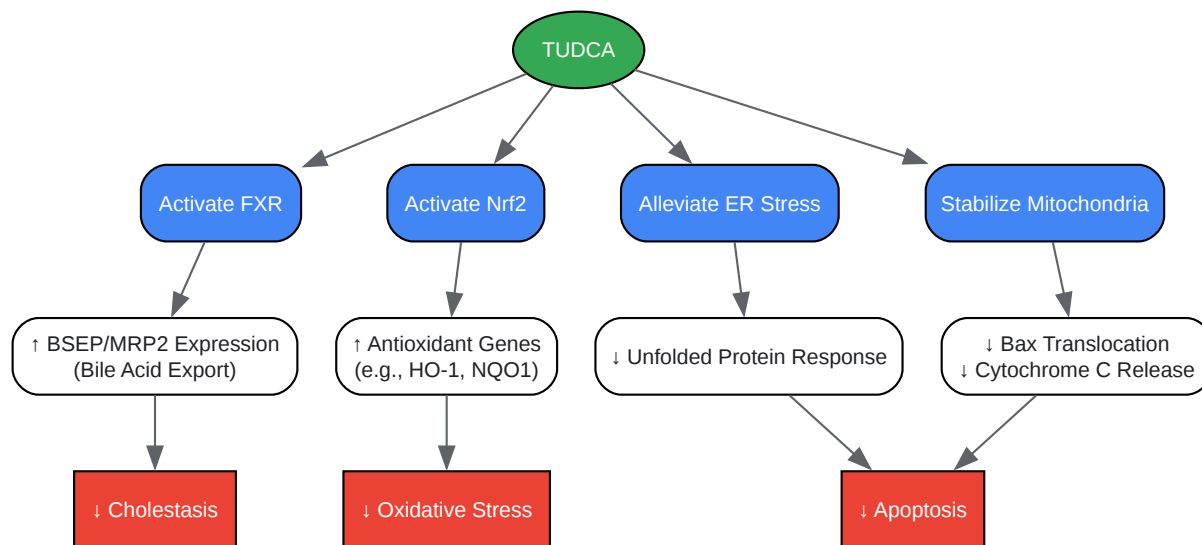 TUDCA
Activate FXR
Activate Nrf2
Alleviate ER Stress
Stabilize Mitochondria
↑ BSEP/MRP2 Expression
(Bile Acid Export)
↑ Antioxidant Genes
(e.g., HO-1, NQO1)
↓ Unfolded Protein Response
↓ Bax Translocation
↓ Cytochrome C Release
↓ Cholestasis
↓ Oxidative Stress
↓ Apoptosis